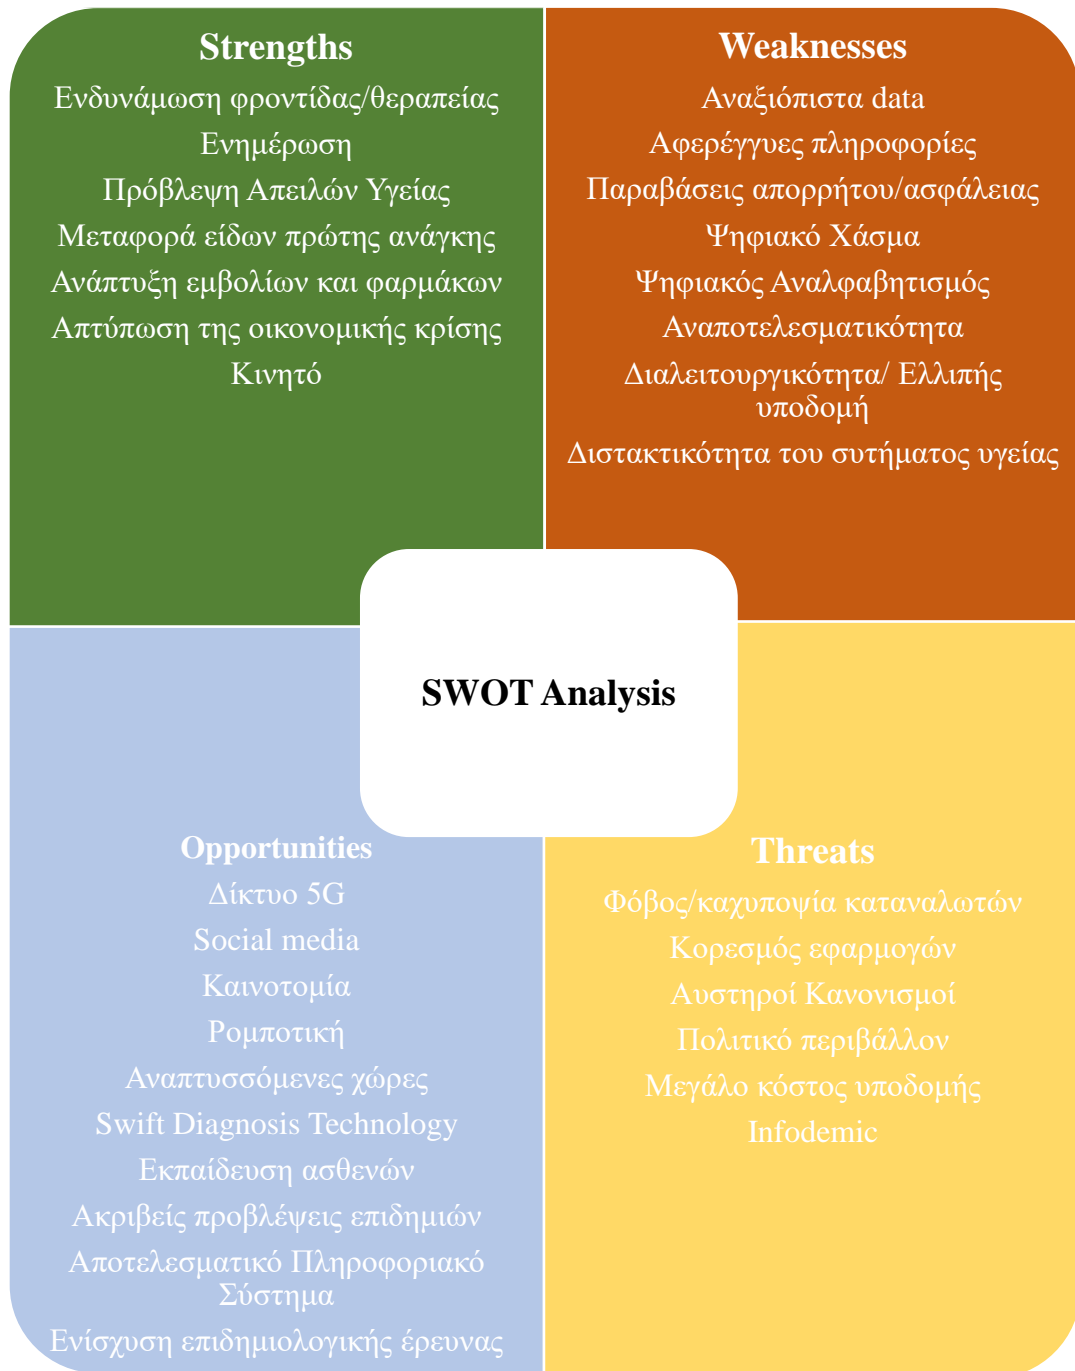 Strengths
Ενδυνάμωση φροντίδας/θεραπείας
Ενημέρωση
Πρόβλεψη Απειλών Υγείας
Μεταφορά είδων πρώτης ανάγκης
Ανάπτυξη εμβολίων και φαρμάκων
Απτύπωση της οικονομικής κρίσης
Κινητό
Weaknesses
Αναξιόπιστα data
Αφερέγγυες πληροφορίες
Παραβάσεις απορρήτου/ασφάλειας
Ψηφιακό Χάσμα
Ψηφιακός Αναλφαβητισμός
Αναποτελεσματικότητα
Διαλειτουργικότητα/ Ελλιπής
υποδομή
Διστακτικότητα του συτήματος υγείας
SWOT Analysis
Opportunities
Δίκτυο 5G
Social media
Καινοτομία
Ρομποτική
Αναπτυσσόμενες χώρες
Swift Diagnosis Technology
Εκπαίδευση ασθενών
Ακριβείς προβλέψεις επιδημιών
Αποτελεσματικό Πληροφοριακό
Σύστημα
Ενίσχυση επιδημιολογικής έρευνας
Threats
Φόβος/καχυποψία καταναλωτών
Κορεσμός εφαρμογών
Αυστηροί Κανονισμοί
Πολιτικό περιβάλλον
Μεγάλο κόστος υποδομής
Infodemic